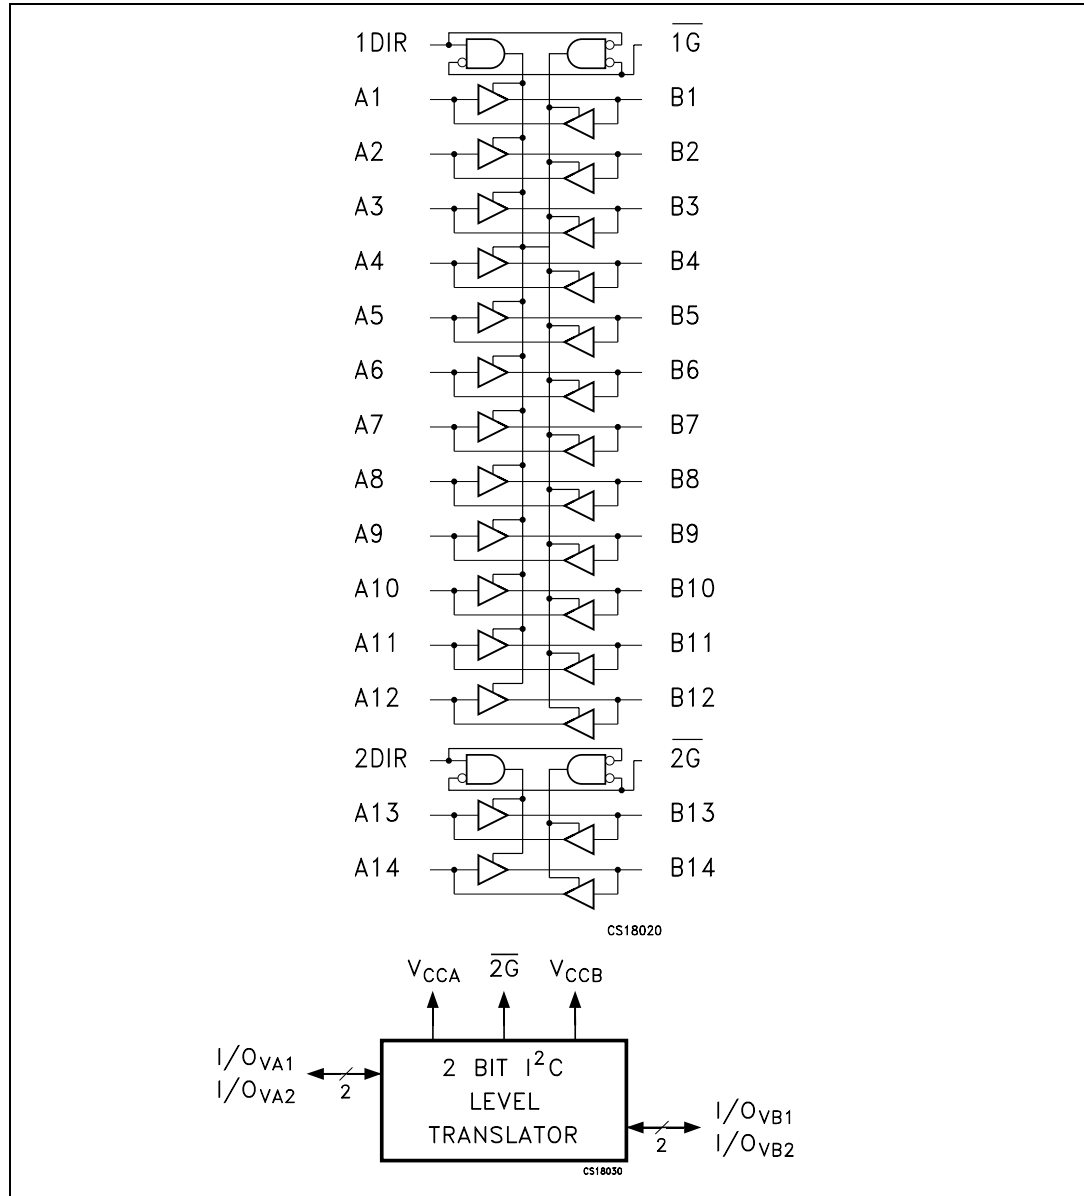 1DIR 1G
A1 B1
A2 B2
A3 B3
A4 B4
A5 B5
A6 B6
A7 B7
A8 B8
A9 B9
A10 B10
A11 B11
A12 B12
2DIR 2G
A13 B13
A14 B14
CS18020
VCCA 2G VCCB
I/OVA1
I/OVA2
2
2 BIT I²C
LEVEL
TRANSLATOR
2
I/OVB1
I/OVB2
CS18030